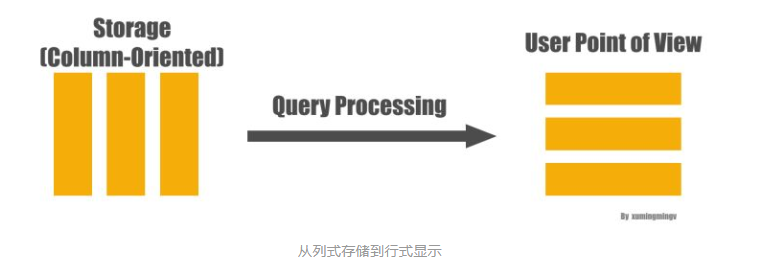 Storage
(Column-Oriented)
User Point of View
Query Processing
By xumingmingv
从列式存储到行式显示